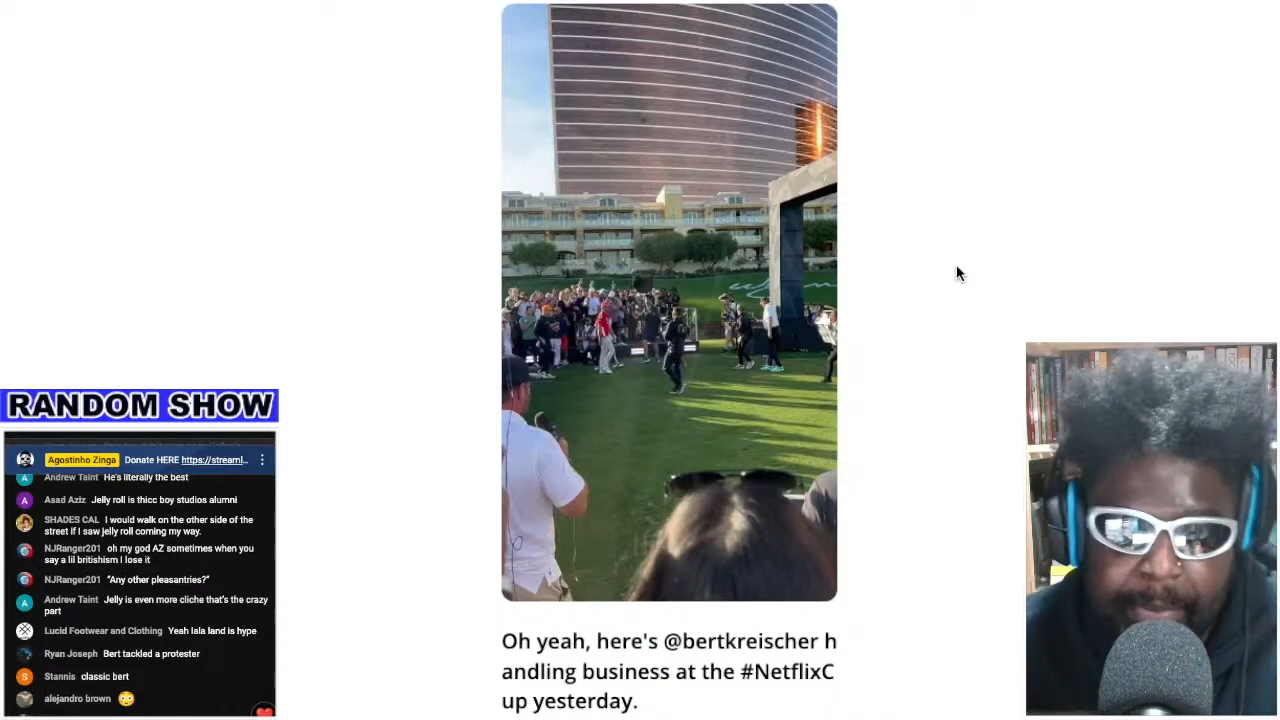 RANDOM SHOW
Agostinho Zinga Donate HERE https://streaml...
Andrew Taint He's literally the best
Asad Aziz Jelly roll is thicc boy studios alumni
SHADES CAL I would walk on the other side of the
street if I saw jelly roll coming my way.
NJRanger201 oh my god AZ sometimes when you
say a lil britishism I lose it
NJRanger201 "Any other pleasantries?"
Andrew Taint Jelly is even more cliche that's the crazy
part
Lucid Footwear and Clothing Yeah lala land is hype
Ryan Joseph Bert tackled a protester
Stannis classic bert
alejandro brown 😳
Oh yeah, here's @bertkreischer h
andling business at the #NetflixC
up yesterday.